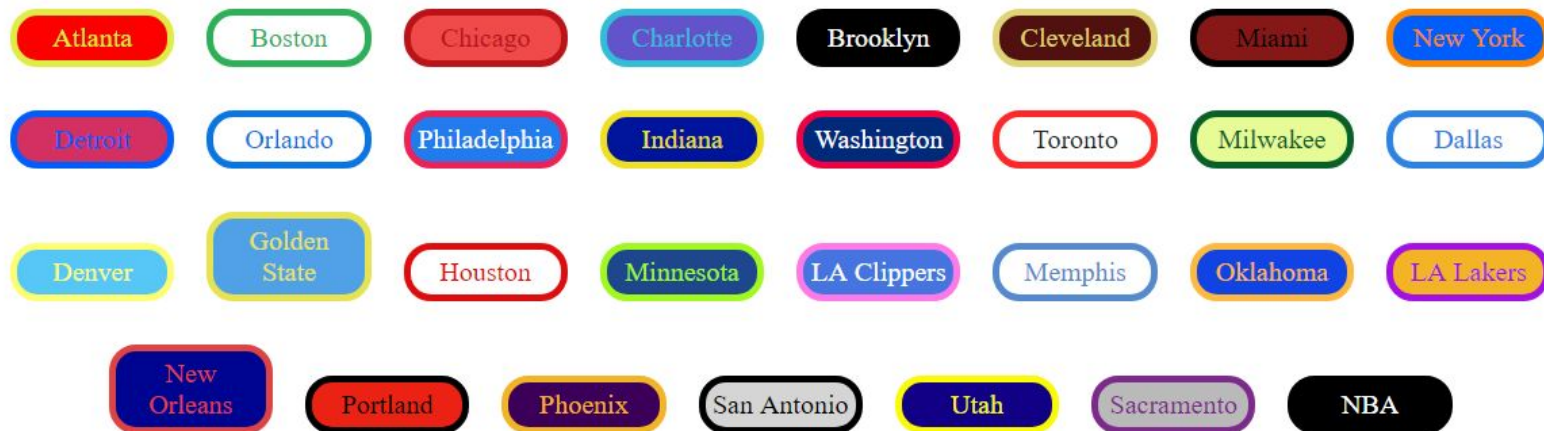 Atlanta
Boston
Chicago
Charlotte
Brooklyn
Cleveland
Miami
New York
Detroit
Orlando
Philadelphia
Indiana
Washington
Toronto
Milwakee
Dallas
Denver
Golden
State
Houston
Minnesota
LA Clippers
Memphis
Oklahoma
LA Lakers
New
Orleans
Portland
Phoenix
San Antonio
Utah
Sacramento
NBA